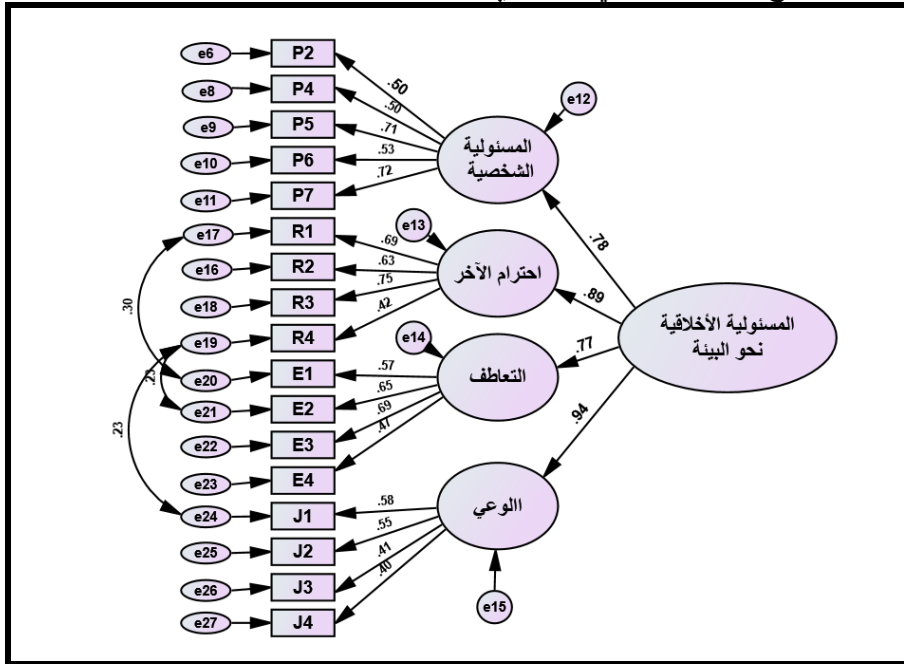 e6 P2 .50
e8 P4 .50
e9 P5 .71
e10 P6 .53
e11 P7 .72
e12
المسئولية
الشخصية
.78
e17 R1 .69
e16 R2 .63
e18 R3 .75
e19 R4 .42
e13
احترام الآخر
.89
.30
.23
.23
e20 E1 .57
e21 E2 .65
e22 E3 .69
e23 E4 .47
e14
التعاطف
.77
المسئولية الأخلاقية
نحو البيئة
e24 J1 .58
e25 J2 .55
e26 J3 .41
e27 J4 .40
االوعي
.94
e15